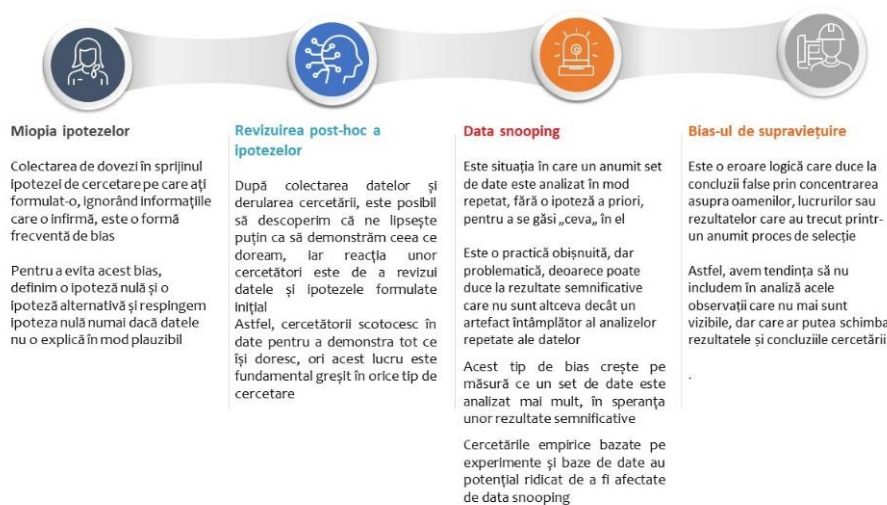 Miopia ipotezelor
Colectarea de dovezi în sprijinul
ipotezei de cercetare pe care ați
formulat-o, ignorând informațiile
care o infirmă, este o formă
frecventă de bias
Pentru a evita acest bias,
definim o ipoteză nulă și o
ipoteză alternativă și respingem
ipoteza nulă numai dacă datele
nu o explică în mod plauzibil
Revizuirea post-hoc a
ipotezelor
După colectarea datelor și
derularea cercetării, este posibil
să descoperim că ne lipsește
puțin ca să demonstrăm ceea ce
doream, iar reacția unor
cercetători este de a revizui
datele și ipotezele formulate
inițial
Astfel, cercetătorii scotocesc în
date pentru a demonstra tot ce
își doresc, ori acest lucru este
fundamental greșit în orice tip de
cercetare
Data snooping
Este situația în care un anumit set
de date este analizat în mod
repetat, fără o ipoteză a priori,
pentru a se găsi „ceva„ în el
Este o practică obișnuită, dar
problematică, deoarece poate
duce la rezultate semnificative
care nu sunt altceva decât un
artefact întâmplător al analizelor
repetate ale datelor
Acest tip de bias crește pe
măsură ce un set de date este
analizat mai mult, în speranța
unor rezultate semnificative
Cercetările empirice bazate pe
experimente și baze de date au
potențial ridicat de a fi afectate
de data snooping
Bias-ul de supraviețuire
Este o eroare logică care duce la
concluzii false prin concentrarea
asupra oamenilor, lucrurilor sau
rezultatelor care au trecut printr-
un anumit proces de selecție
Astfel, avem tendința să nu
includem în analiză acele
observații care nu mai sunt
vizibile, dar care ar putea schimba
rezultatele și concluziile cercetării
.